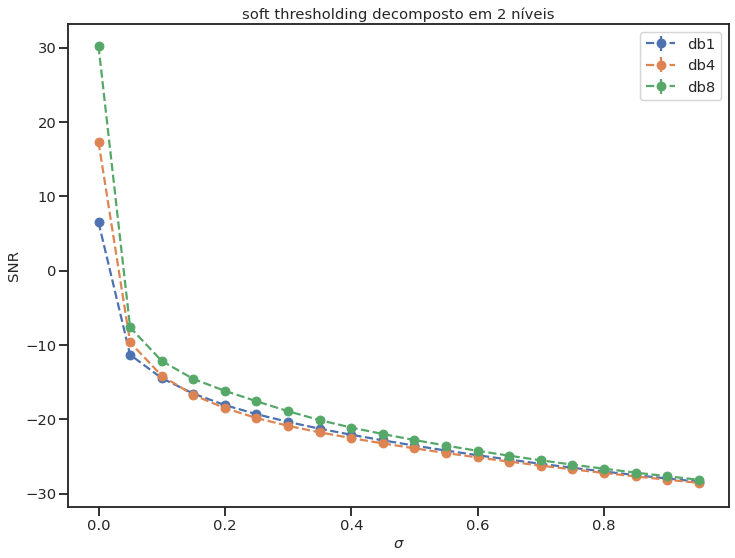 soft thresholding decomposto em 2 níveis
30
20
10
0
−10
−20
−30
SNR
0.0
0.2
0.4
0.6
0.8
σ
db1
db4
db8